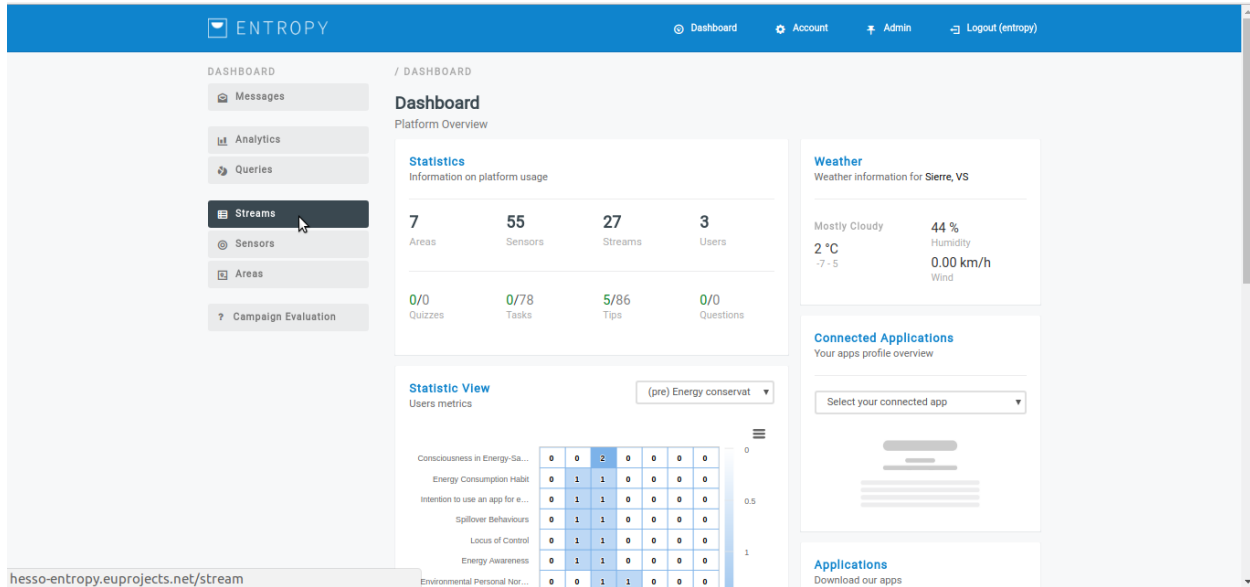 ENTROPY
Dashboard
Account
Admin
Logout (entropy)
DASHBOARD
Messages
Analytics
Queries
Streams
Sensors
Areas
? Campaign Evaluation
/ DASHBOARD
Dashboard
Platform Overview
Statistics
Information on platform usage
7 55 27 3
Areas Sensors Streams Users
0/0 0/78 5/86 0/0
Quizzes Tasks Tips Questions
Weather
Weather information for Sierre, VS
Mostly Cloudy 44 %
2 °C Humidity
-7 - 5 0.00 km/h
Wind
Connected Applications
Your apps profile overview
Select your connected app
Statistic View (pre) Energy conservat
Users metrics
0
Consciousness in Energy-Sa... 0 0 2 0 0 0 0
Energy Consumption Habit 0 1 1 0 0 0 0
Intention to use an app for e... 0 1 1 0 0 0 0
0.5
Spillover Behaviours 0 1 1 0 0 0 0
Locus of Control 0 1 1 0 0 0 0
1
Energy Awareness 0 1 1 0 0 0 0
Environmental Personal Nor... 0 0 1 1 0 0 0
Applications
Download our apps
hesso-entropy.euprojects.net/stream